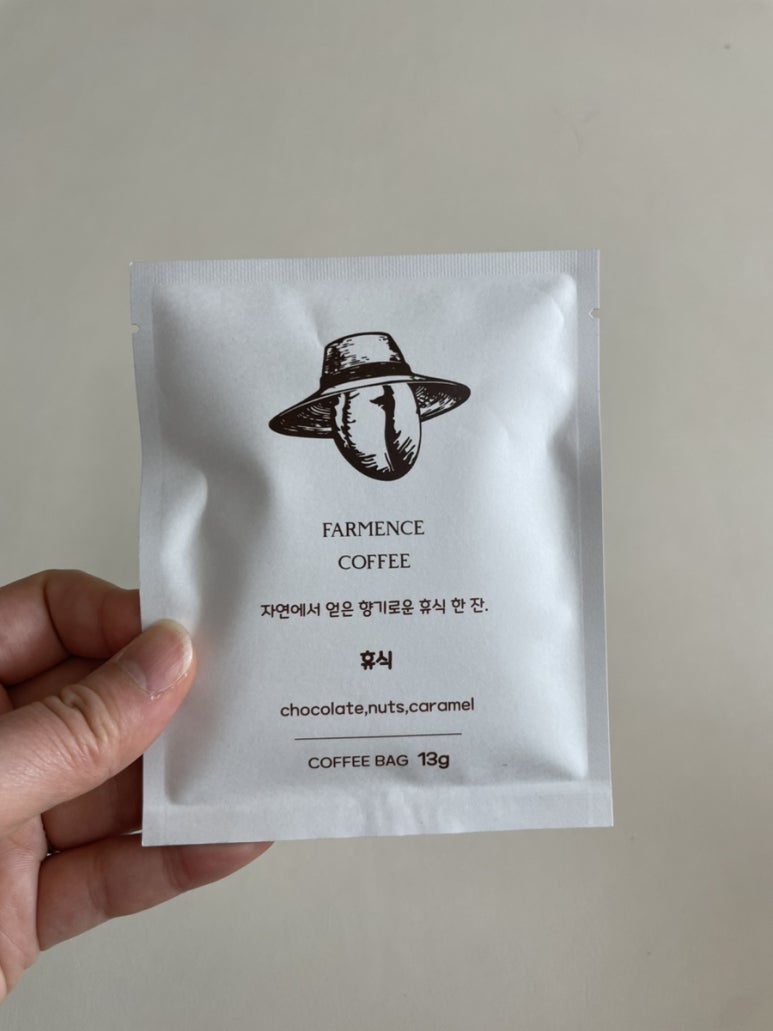 FARMENCE
COFFEE
자연에서 얻은 향기로운 휴식 한 잔.
휴식
chocolate,nuts,caramel
COFFEE BAG 13g